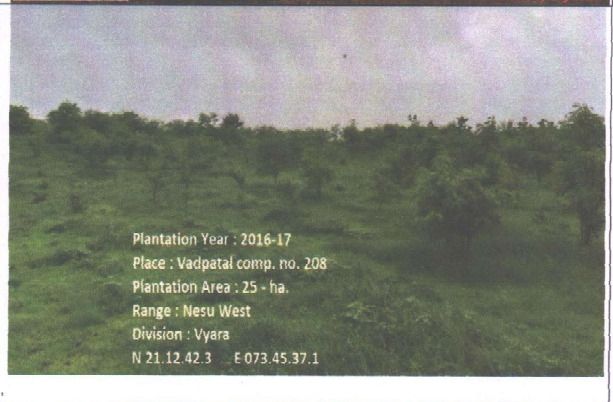 Plantation Year : 2016-17
Place : Vadpatal comp. no. 208
Plantation Area : 25 - ha.
Range : Nesu West
Division : Vyara
N 21.12.42.3 E 073.45.37.1